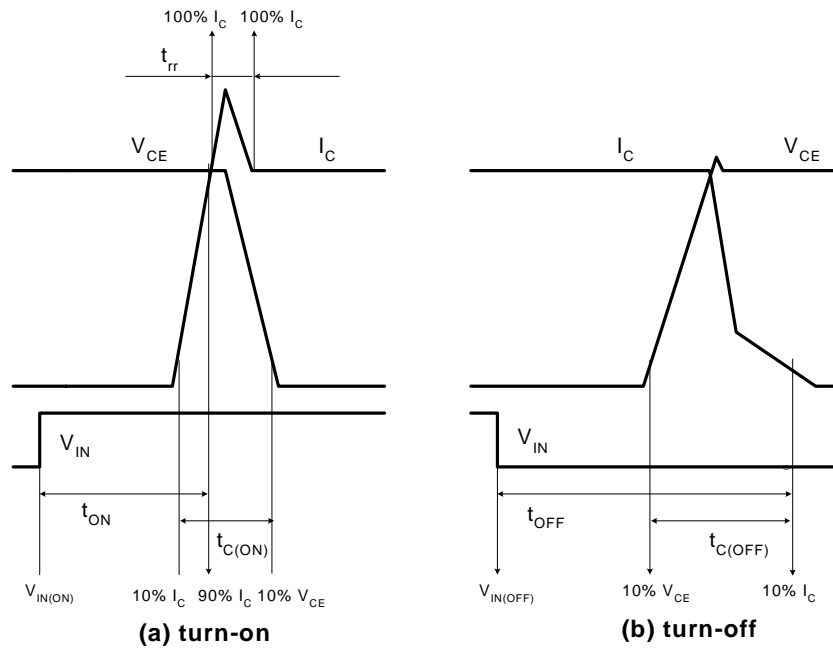 100% I_C 100% I_C
t_rr
V_CE I_C
I_C V_CE
V_IN
V_IN
t_ON
t_OFF
t_C(ON)
t_C(OFF)
V_IN(ON) 10% I_C 90% I_C 10% V_CE
V_IN(OFF) 10% V_CE 10% I_C
(a) turn-on
(b) turn-off